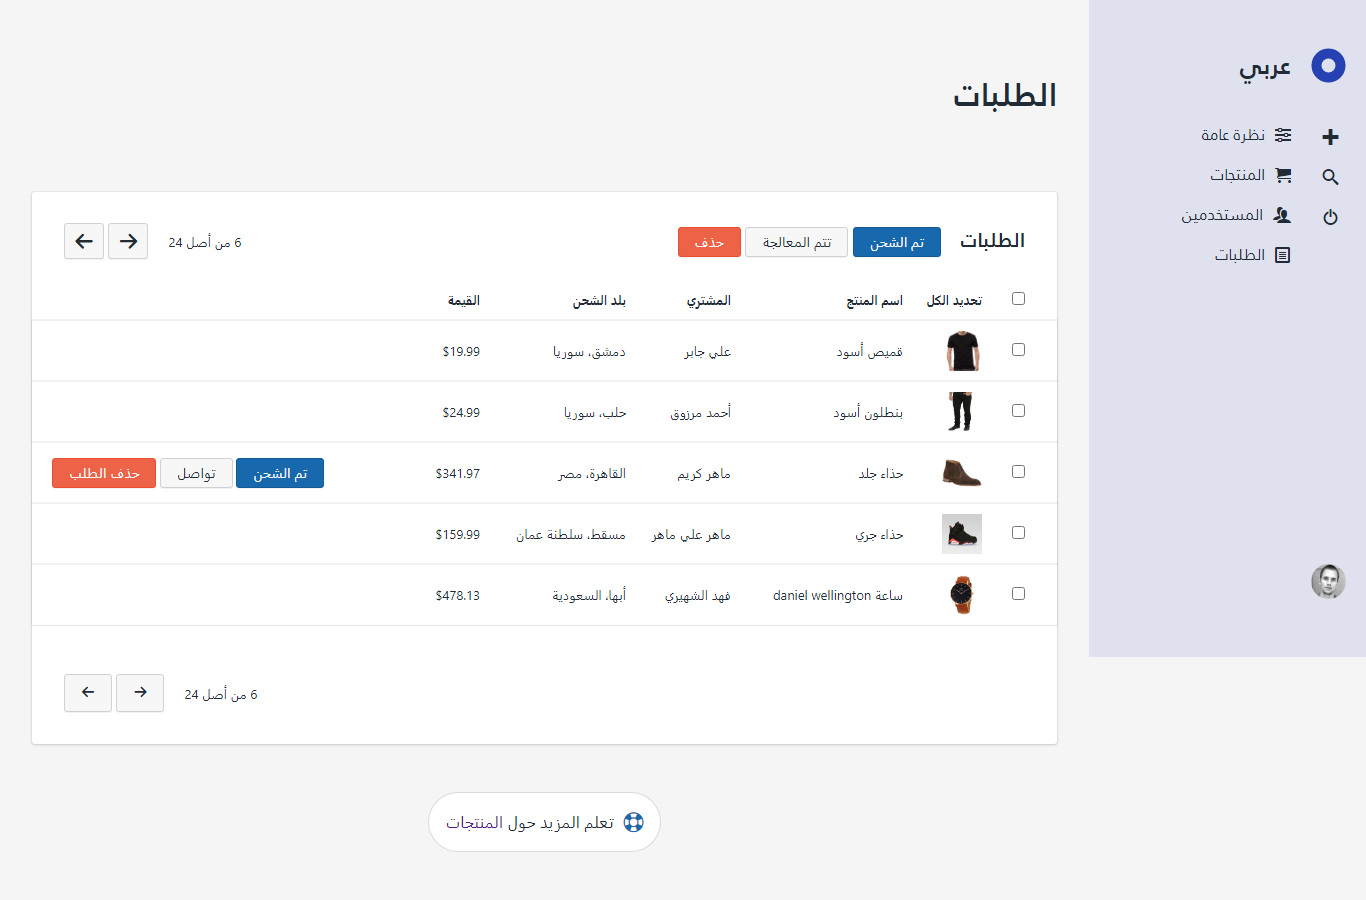 عربي
نظرة عامة
المنتجات
المستخدمين
الطلبات
الطلبات
الطلبات
تم الشحن
تتم المعالجة
حذف
6 من أصل 24
تحديد الكل اسم المنتج المشتري بلد الشحن القيمة
قميص أسود علي جابر دمشق، سوريا $19.99
بنطلون أسود أحمد مرزوق حلب، سوريا $24.99
حذاء جلد ماهر كريم القاهرة، مصر $341.97 تم الشحن تواصل حذف الطلب
حذاء جري ماهر علي ماهر مسقط، سلطنة عمان $159.99
ساعة daniel wellington فهد الشهيري أبها، السعودية $478.13
6 من أصل 24
تعلم المزيد حول المنتجات